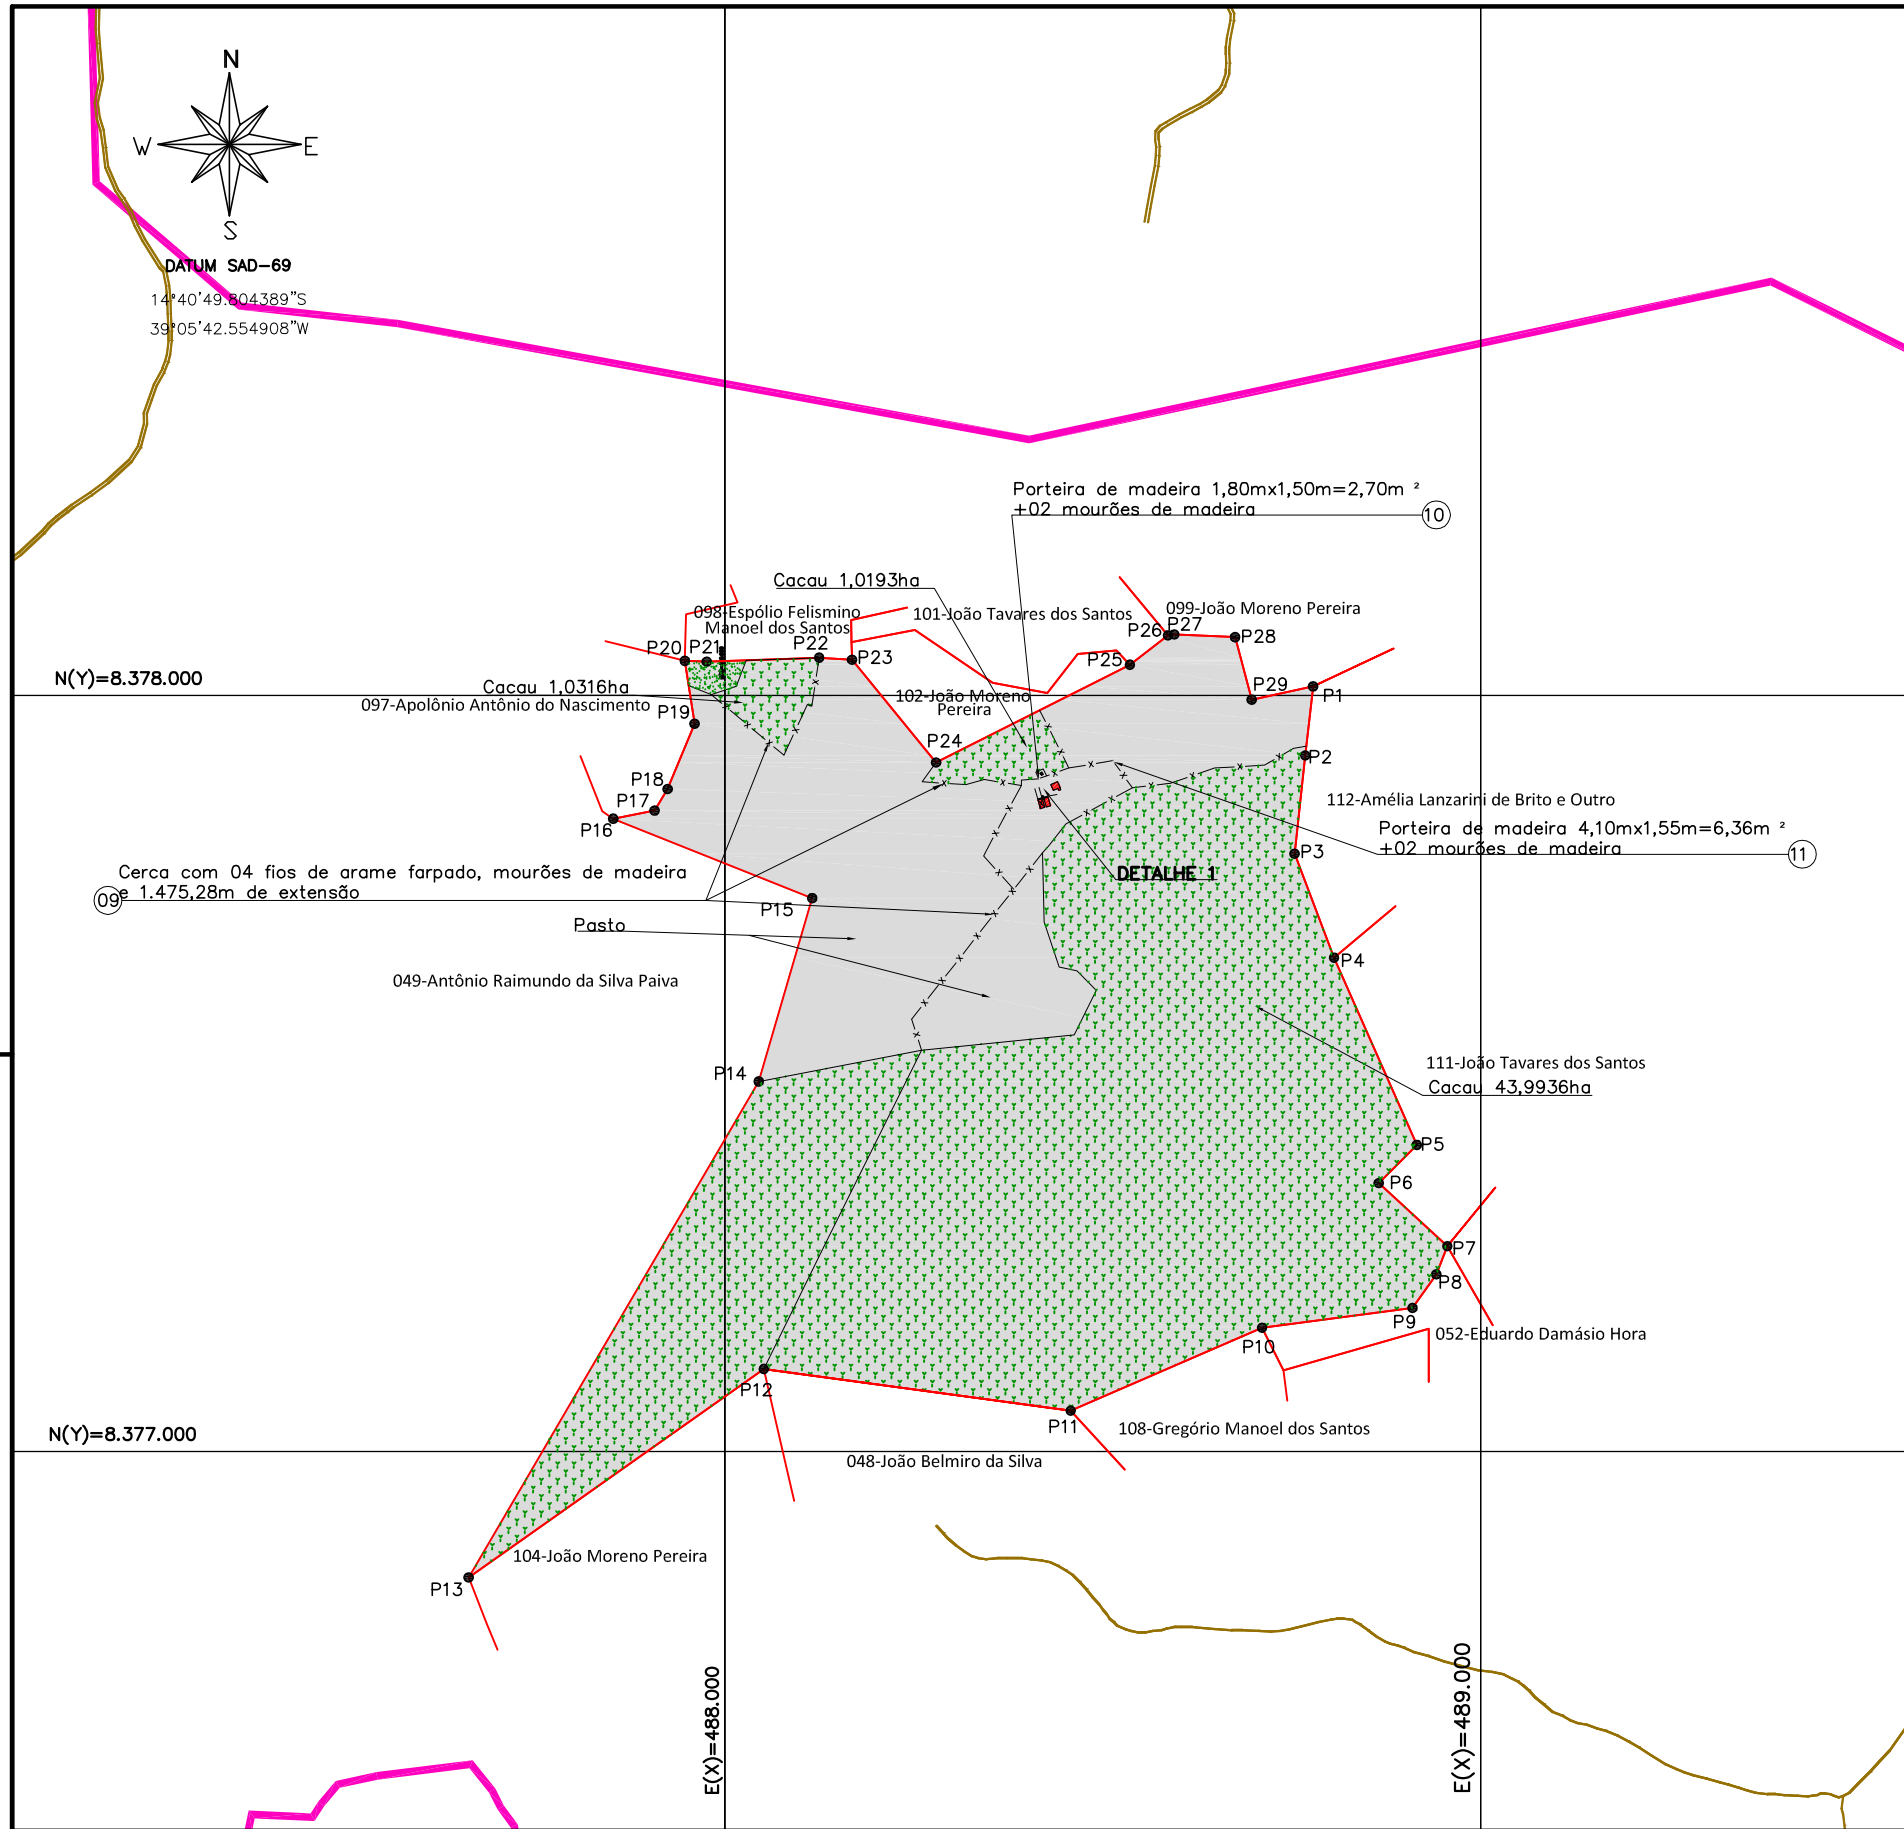 N
W E
S
DATUM SAD-69
14°40'49.804389"S
39°05'42.554908"W
Porteira de madeira 1,80mx1,50m=2,70m ²
+02 mourões de madeira
10
Cacau 1,0193ha
098-Espólio Felismino
Manoel dos Santos
101-João Tavares dos Santos
099-João Moreno Pereira
P20
P21
P22
P23
P25
P26
P27
P28
N(Y)=8.378.000
Cacau 1,0316ha
097-Apolônio Antônio do Nascimento
102-João Moreno
Pereira
P29
P1
P19
P24
P2
P18
P17
P16
112-Amélia Lanzarini de Brito e Outro
Porteira de madeira 4,10mx1,55m=6,36m ²
+02 mourões de madeira
11
P3
DETALHE 1
Cerca com 04 fios de arame farpado, mourões de madeira
e 1.475,28m de extensão
09
P15
Pasto
P4
049-Antônio Raimundo da Silva Paiva
P14
111-João Tavares dos Santos
Cacau 43,9936ha
P5
P6
P7
P8
P9
052-Eduardo Damásio Hora
P10
P12
P11
108-Gregório Manoel dos Santos
N(Y)=8.377.000
048-João Belmiro da Silva
104-João Moreno Pereira
P13
E(X)=488.000
E(X)=489.000